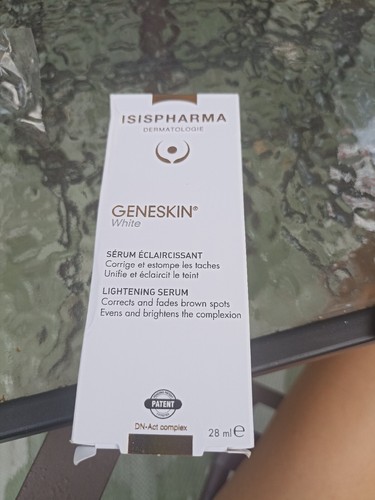 ISISPHARMA
DERMATOLOGIE
GENESKIN®
White
SÉRUM ÉCLAIRCISSANT
Corrige et estompe les taches
Unifie et éclaircit le teint
LIGHTENING SERUM
Corrects and fades brown spots
Evens and brightens the complexion
PATENT
DN-Act complex
28 ml ℮